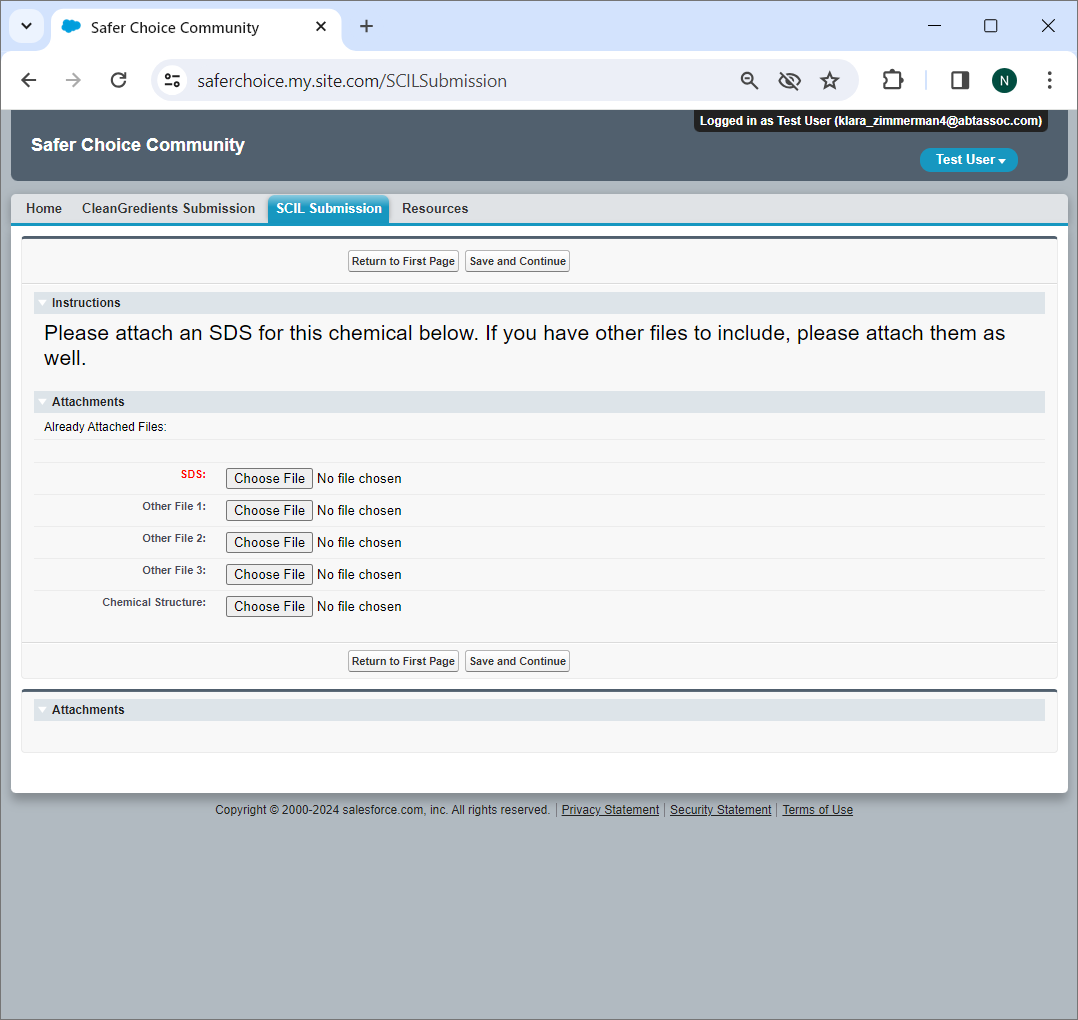 Safer Choice Community
saferchoice.my.site.com/SCILSubmission
N
Logged in as Test User (klara_zimmerman4@abtassoc.com)
Safer Choice Community
Test User
Home CleanGredients Submission SCIL Submission Resources
Return to First Page Save and Continue
Instructions
Please attach an SDS for this chemical below. If you have other files to include, please attach them as
well.
Attachments
Already Attached Files:
SDS: Choose File No file chosen
Other File 1: Choose File No file chosen
Other File 2: Choose File No file chosen
Other File 3: Choose File No file chosen
Chemical Structure: Choose File No file chosen
Return to First Page Save and Continue
Attachments
Copyright © 2000-2024 salesforce.com, inc. All rights reserved. | Privacy Statement | Security Statement | Terms of Use